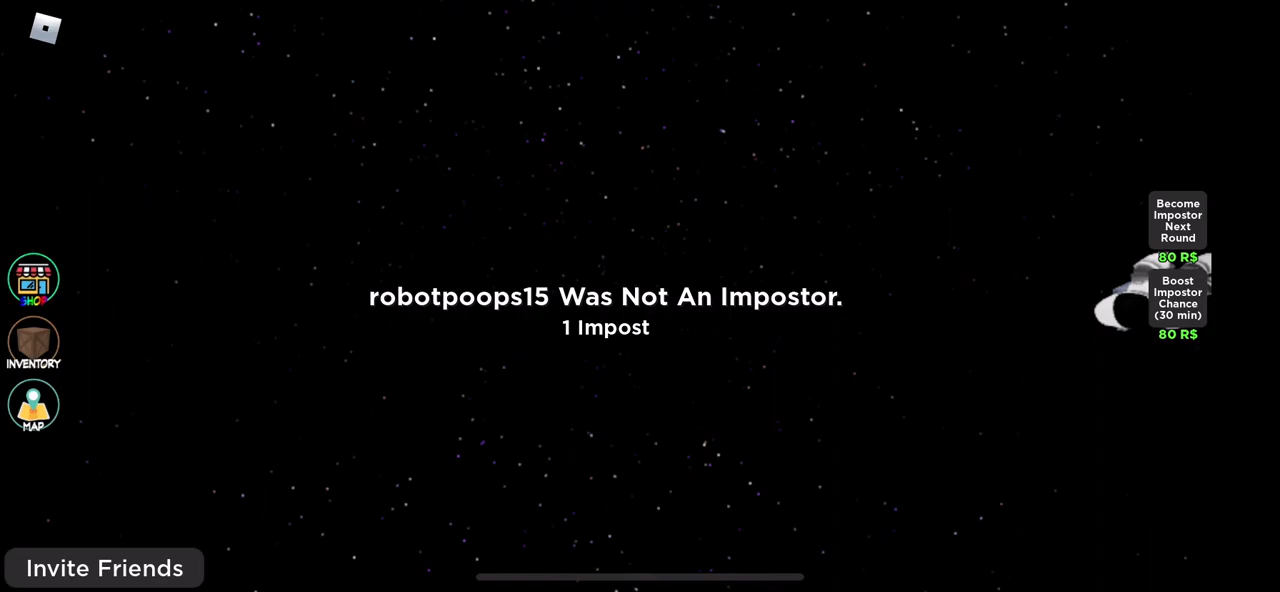 robotpoops15 Was Not An Impostor.
1 Impost
SHOP
INVENTORY
MAP
Become
Impostor
Next
Round
80 R$
Boost
Impostor
Chance
(30 min)
80 R$
Invite Friends